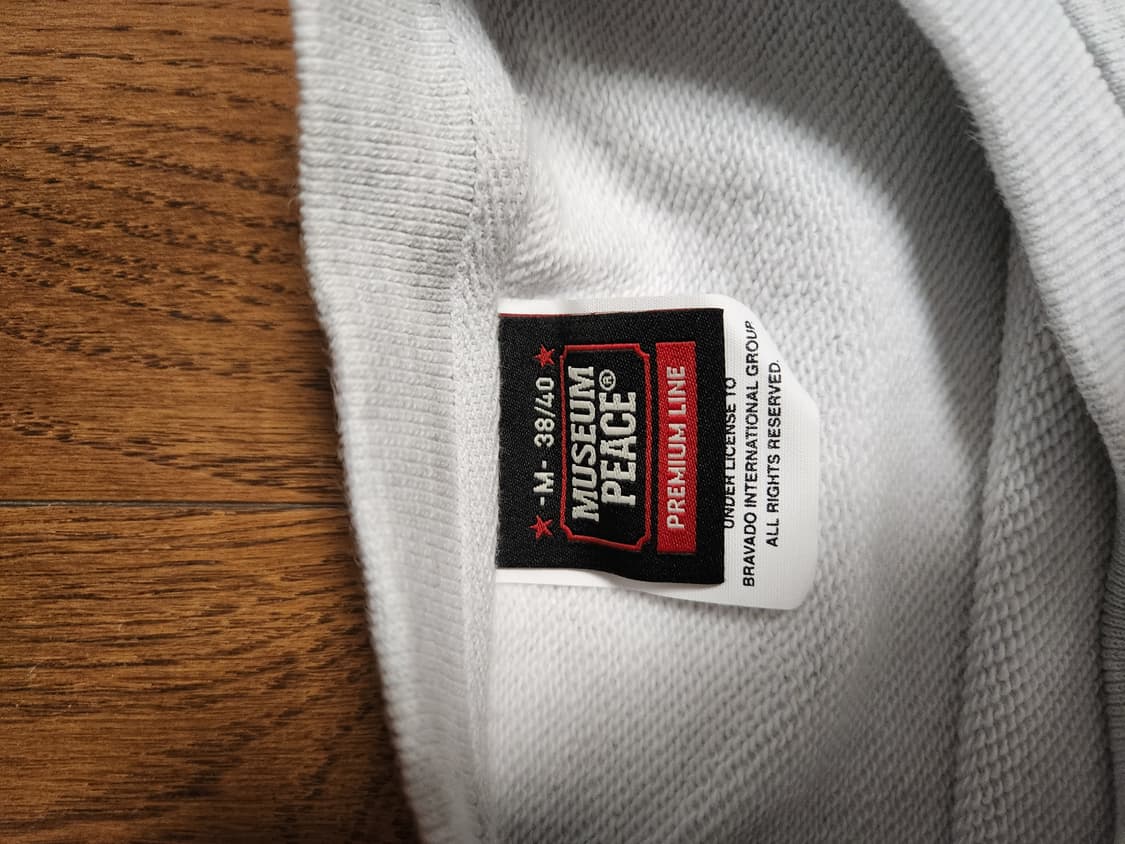 -M- 38/40
MUSEUM
PEACE®
PREMIUM LINE
UNDER LICENSE TO
BRAVADO INTERNATIONAL GROUP
ALL RIGHTS RESERVED.